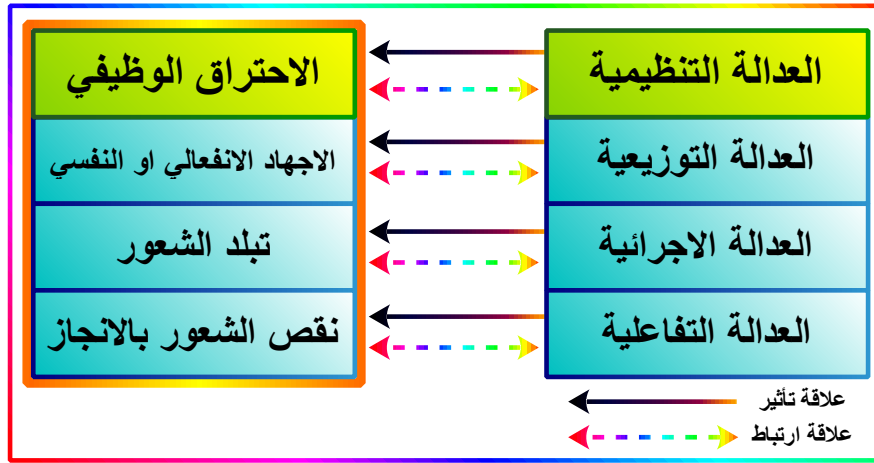 العدالة التنظيمية
الاحتراق الوظيفي
العدالة التوزيعية
الاجهاد الانفعالي او النفسي
العدالة الاجرائية
تبلد الشعور
العدالة التفاعلية
نقص الشعور بالانجاز
علاقة تأثير
علاقة ارتباط